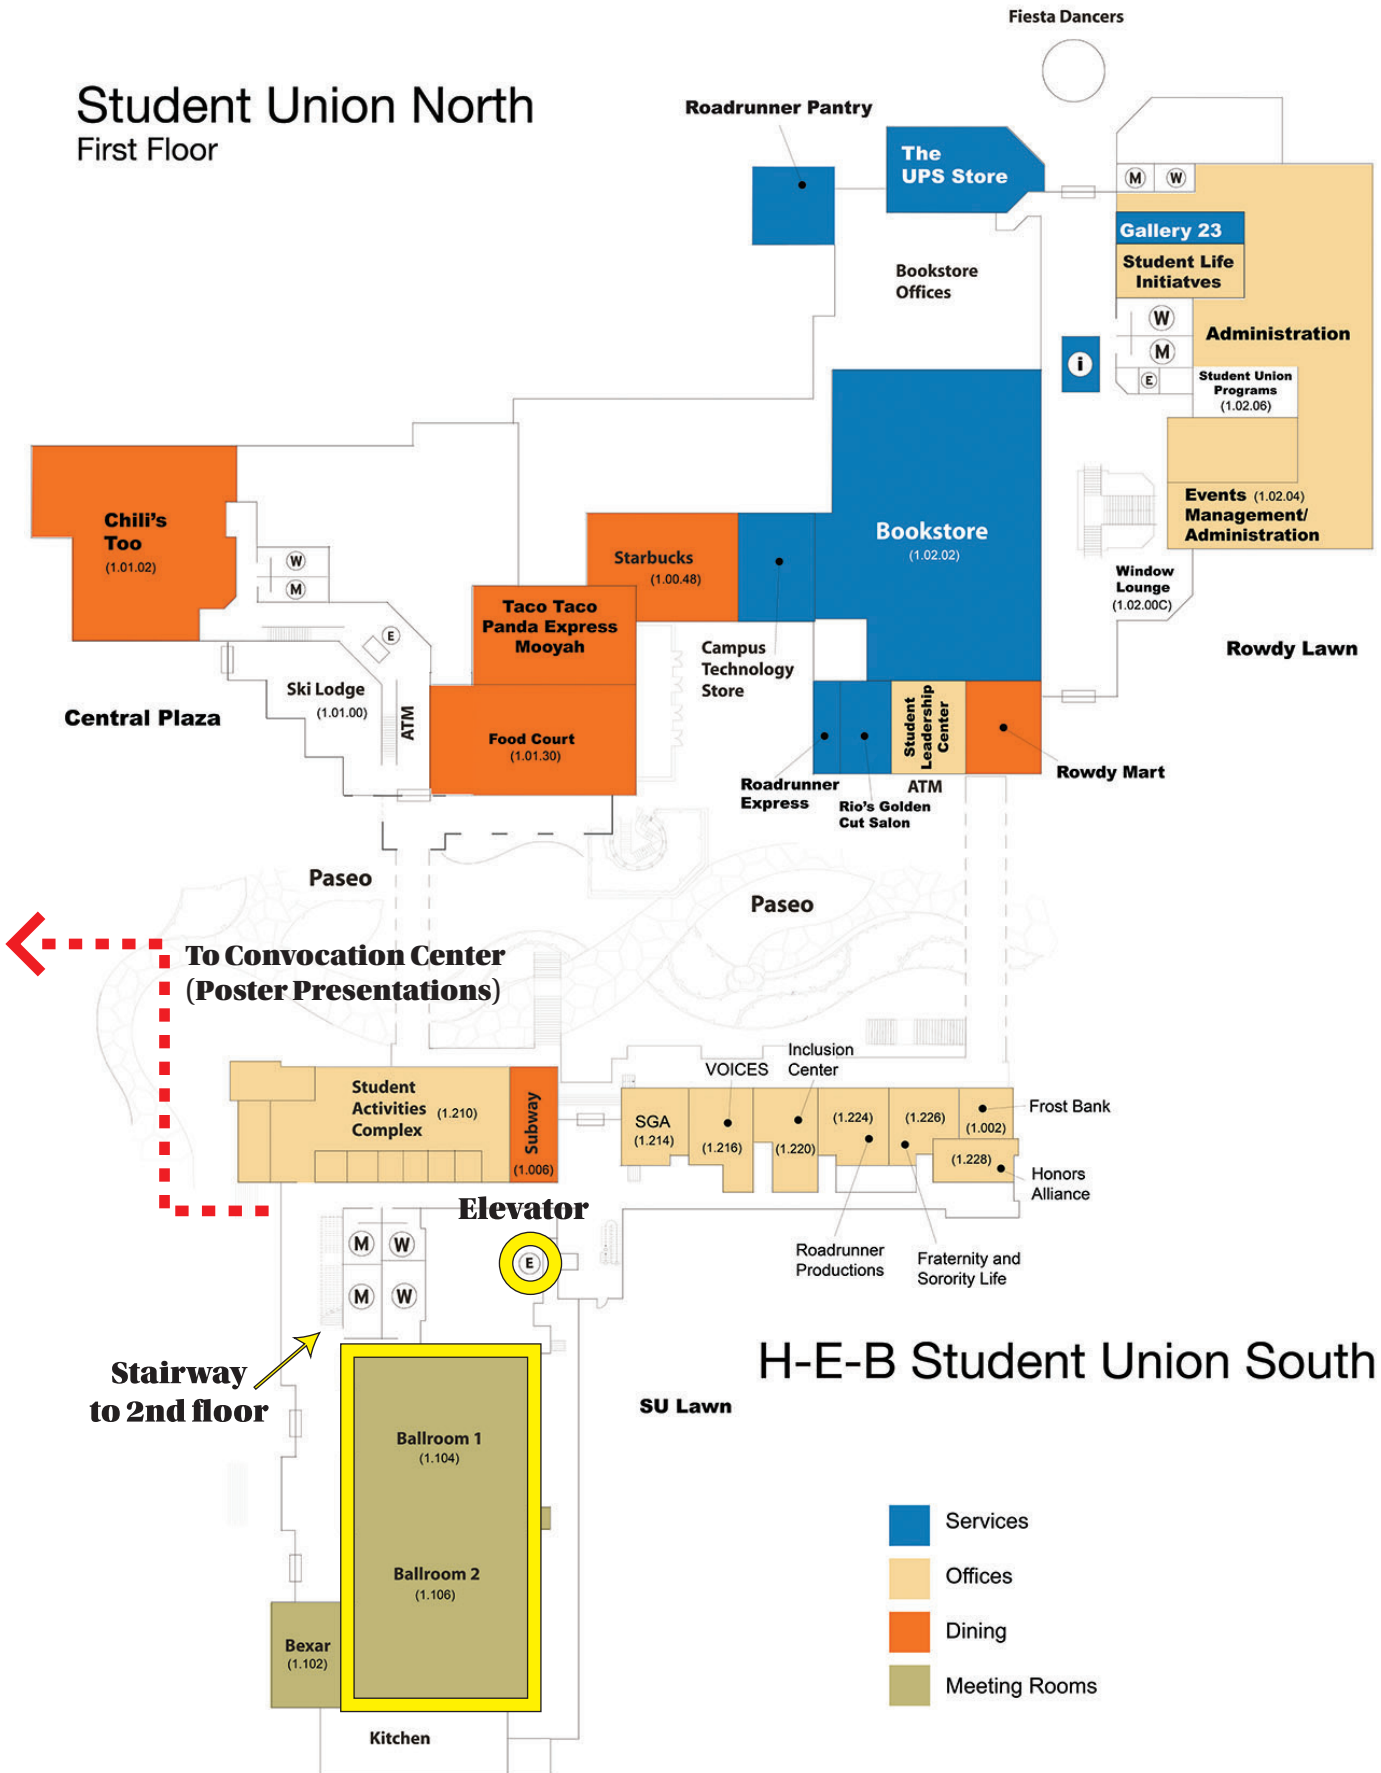 Fiesta Dancers
Student Union North
First Floor
Roadrunner Pantry
The
UPS Store
M W
Gallery 23
Student Life
Initiatves
Bookstore
Offices
W
M
E
i
Administration
Student Union
Programs
(1.02.06)
Events (1.02.04)
Management/
Administration
Window
Lounge
(1.02.00C)
Rowdy Lawn
Chili's
Too
(1.01.02)
W
M
E
Ski Lodge
(1.01.00)
ATM
Central Plaza
Starbucks
(1.00.48)
Taco Taco
Panda Express
Mooyah
Food Court
(1.01.30)
Bookstore
(1.02.02)
Campus
Technology
Store
Student
Leadership
Center
ATM
Roadrunner
Express
Rio's Golden
Cut Salon
Rowdy Mart
Paseo
Paseo
To Convocation Center
(Poster Presentations)
Student
Activities
Complex
(1.210)
Subway
(1.006)
VOICES
Inclusion
Center
SGA
(1.214)
(1.216)
(1.220)
(1.224)
(1.226)
(1.002)
(1.228)
Frost Bank
Honors
Alliance
Roadrunner
Productions
Fraternity and
Sorority Life
Elevator
E
M W
M W
Stairway
to 2nd floor
H-E-B Student Union South
SU Lawn
Ballroom 1
(1.104)
Ballroom 2
(1.106)
Bexar
(1.102)
Kitchen
Services
Offices
Dining
Meeting Rooms